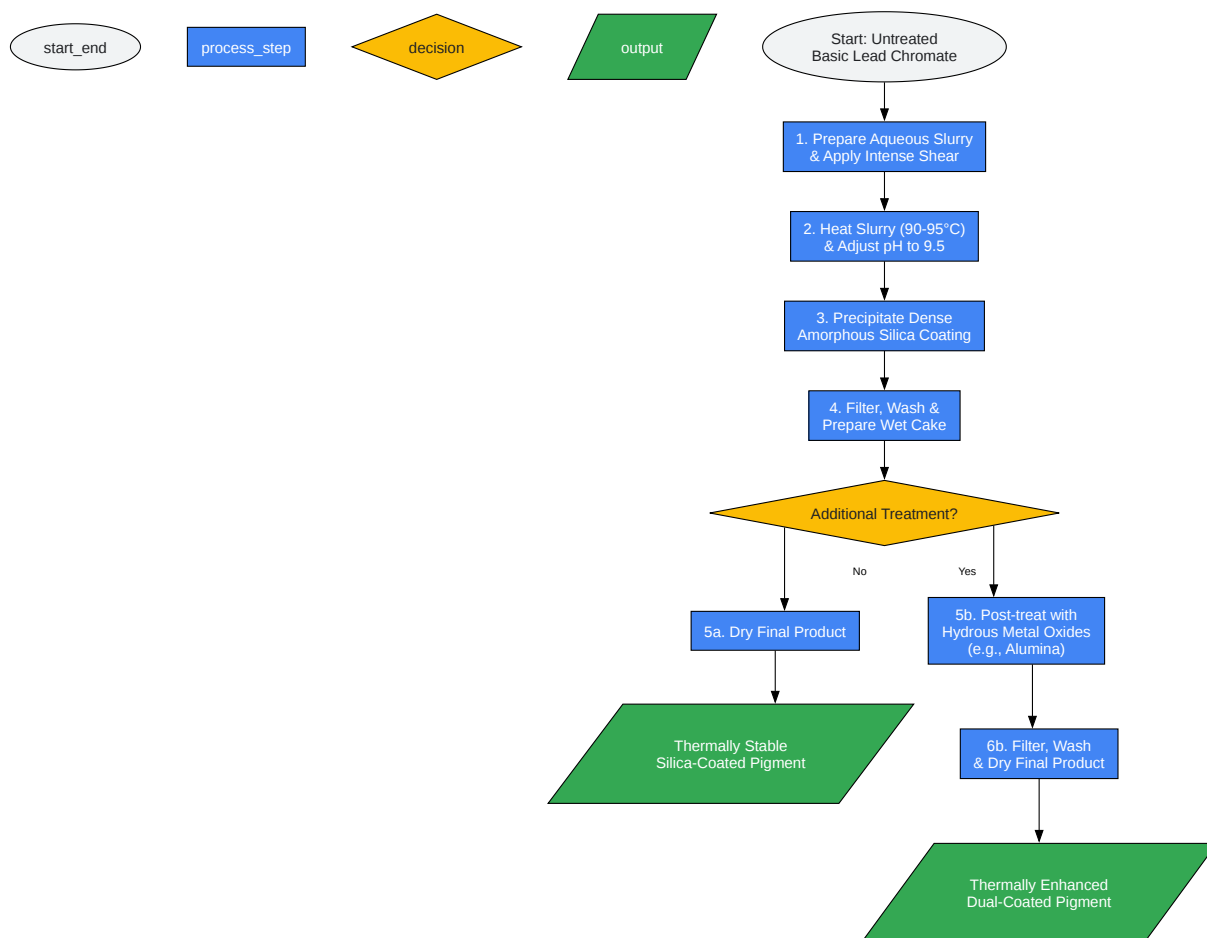 start_end
process_step
decision
output
Start: Untreated
Basic Lead Chromate
1. Prepare Aqueous Slurry
& Apply Intense Shear
2. Heat Slurry (90-95°C)
& Adjust pH to 9.5
3. Precipitate Dense
Amorphous Silica Coating
4. Filter, Wash &
Prepare Wet Cake
Additional Treatment?
No
Yes
5a. Dry Final Product
5b. Post-treat with
Hydrous Metal Oxides
(e.g., Alumina)
Thermally Stable
Silica-Coated Pigment
6b. Filter, Wash
& Dry Final Product
Thermally Enhanced
Dual-Coated Pigment